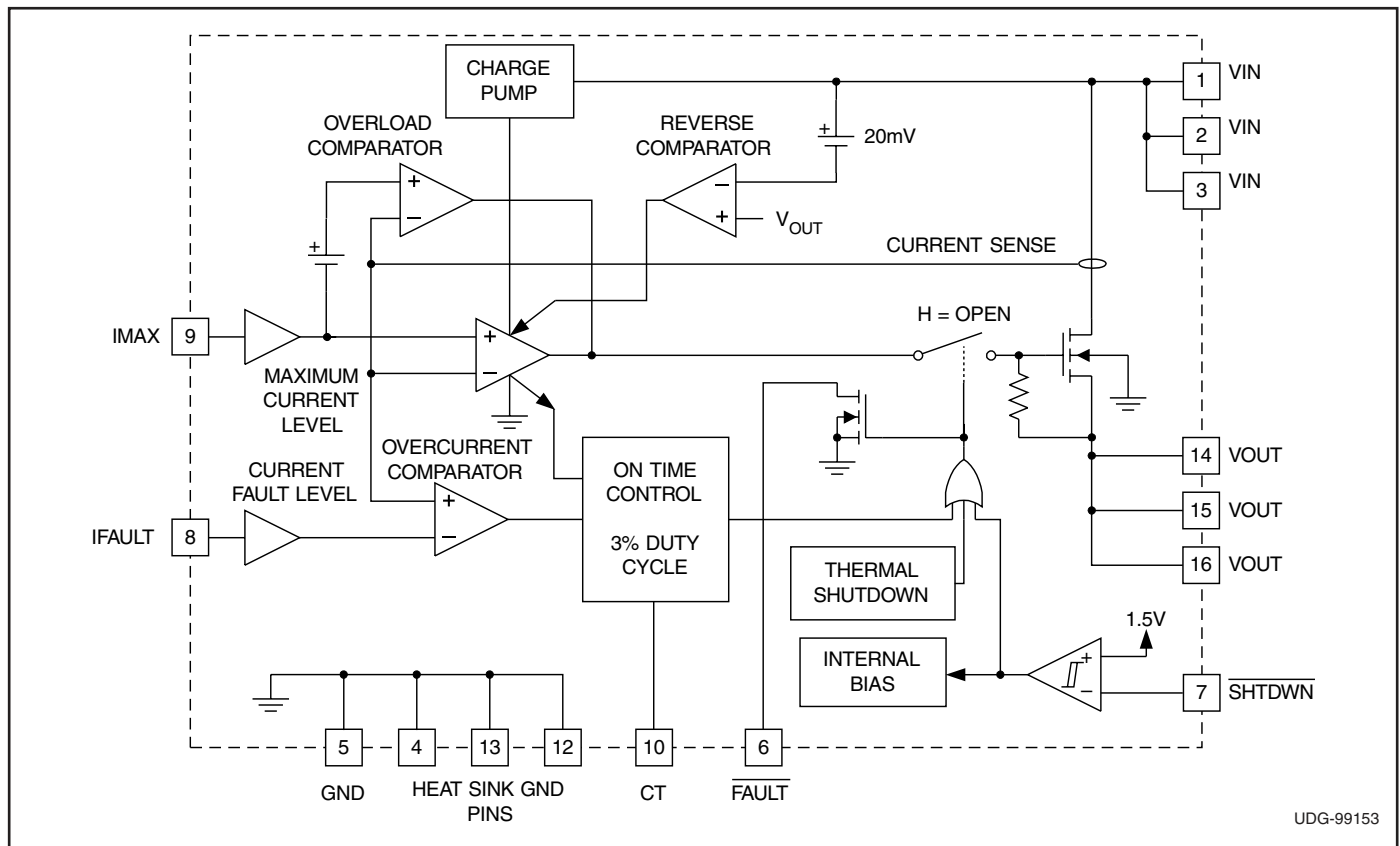 CHARGE
PUMP
1
VIN
OVERLOAD
COMPARATOR
REVERSE
COMPARATOR
+
20mV
2
VIN
+
−
3
VIN
−
+
VOUT
+
CURRENT SENSE
H = OPEN
IMAX
9
+
−
MAXIMUM
CURRENT
LEVEL
OVERCURRENT
COMPARATOR
ON TIME
CONTROL
3% DUTY
CYCLE
14
VOUT
CURRENT
FAULT LEVEL
+
−
15
VOUT
IFAULT
8
16
VOUT
THERMAL
SHUTDOWN
1.5V
INTERNAL
BIAS
+
−
7
SHTDWN
5
4
13
12
10
6
GND
HEAT SINK GND
PINS
CT
FAULT
UDG-99153